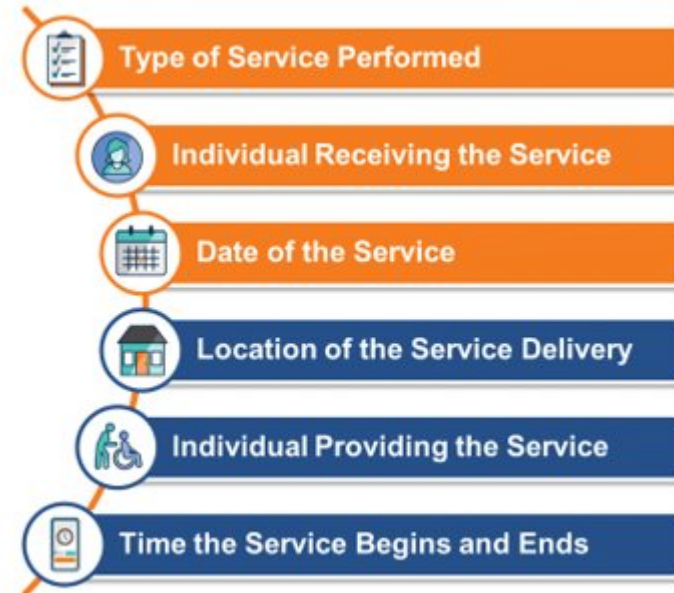 Type of Service Performed
Individual Receiving the Service
Date of the Service
Location of the Service Delivery
Individual Providing the Service
Time the Service Begins and Ends